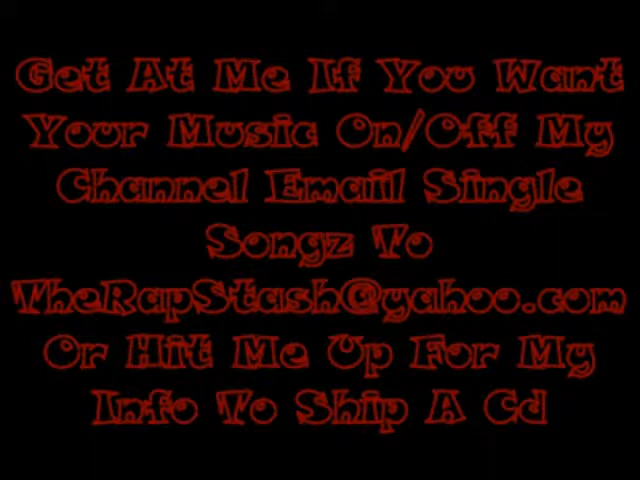 Get At Me If You Want
Your Music On/Off My
Channel Email Single
Songz To
TheRapStash@yahoo.com
Or Hit Me Up For My
Info To Ship A Cd